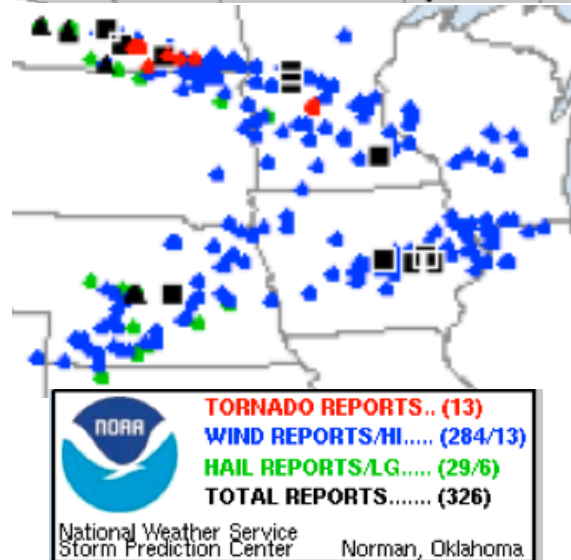 TORNADO REPORTS.. (13)
WIND REPORTS/HI..... (284/13)
HAIL REPORTS/LG..... (29/6)
TOTAL REPORTS....... (326)
NOAA
National Weather Service
Storm Prediction Center Norman, Oklahoma